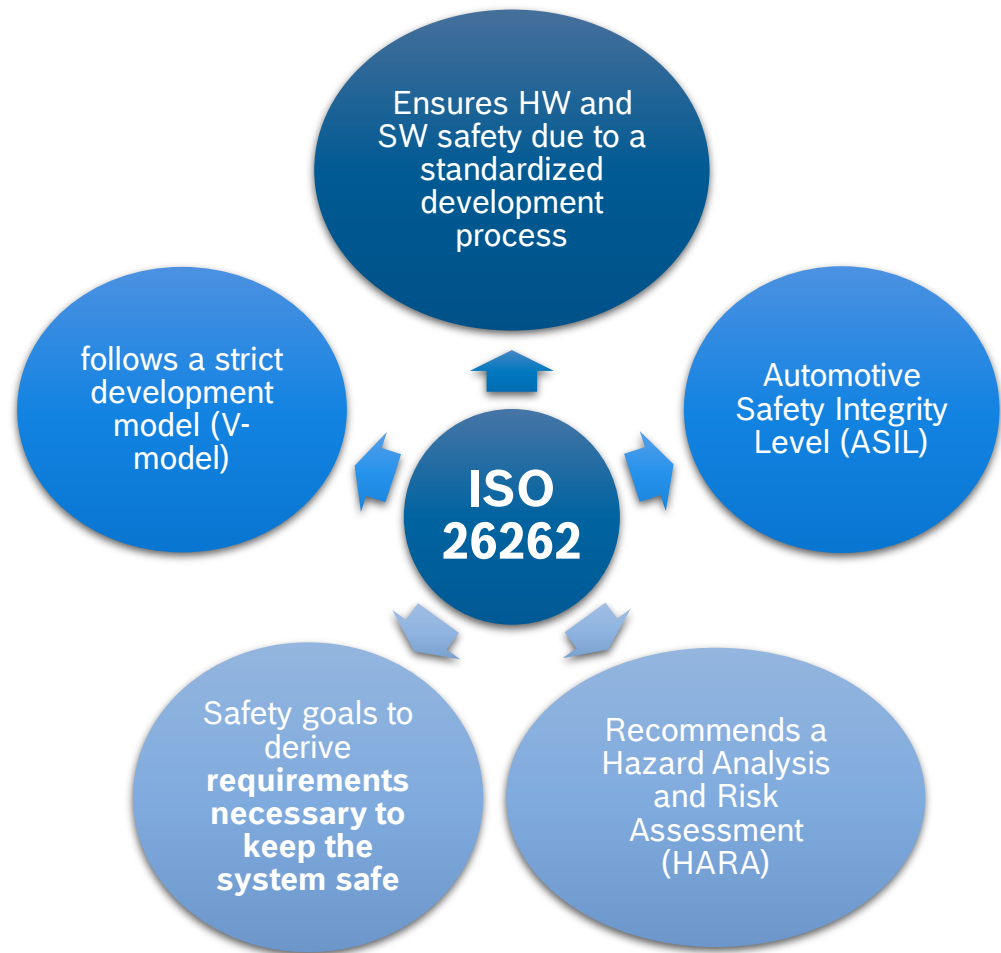 Ensures HW and
SW safety due to a
standardized
development
process
follows a strict
development
model (V-
model)
Automotive
Safety Integrity
Level (ASIL)
ISO
26262
Safety goals to
derive
requirements
necessary to
keep the
system safe
Recommends a
Hazard Analysis
and Risk
Assessment
(HARA)